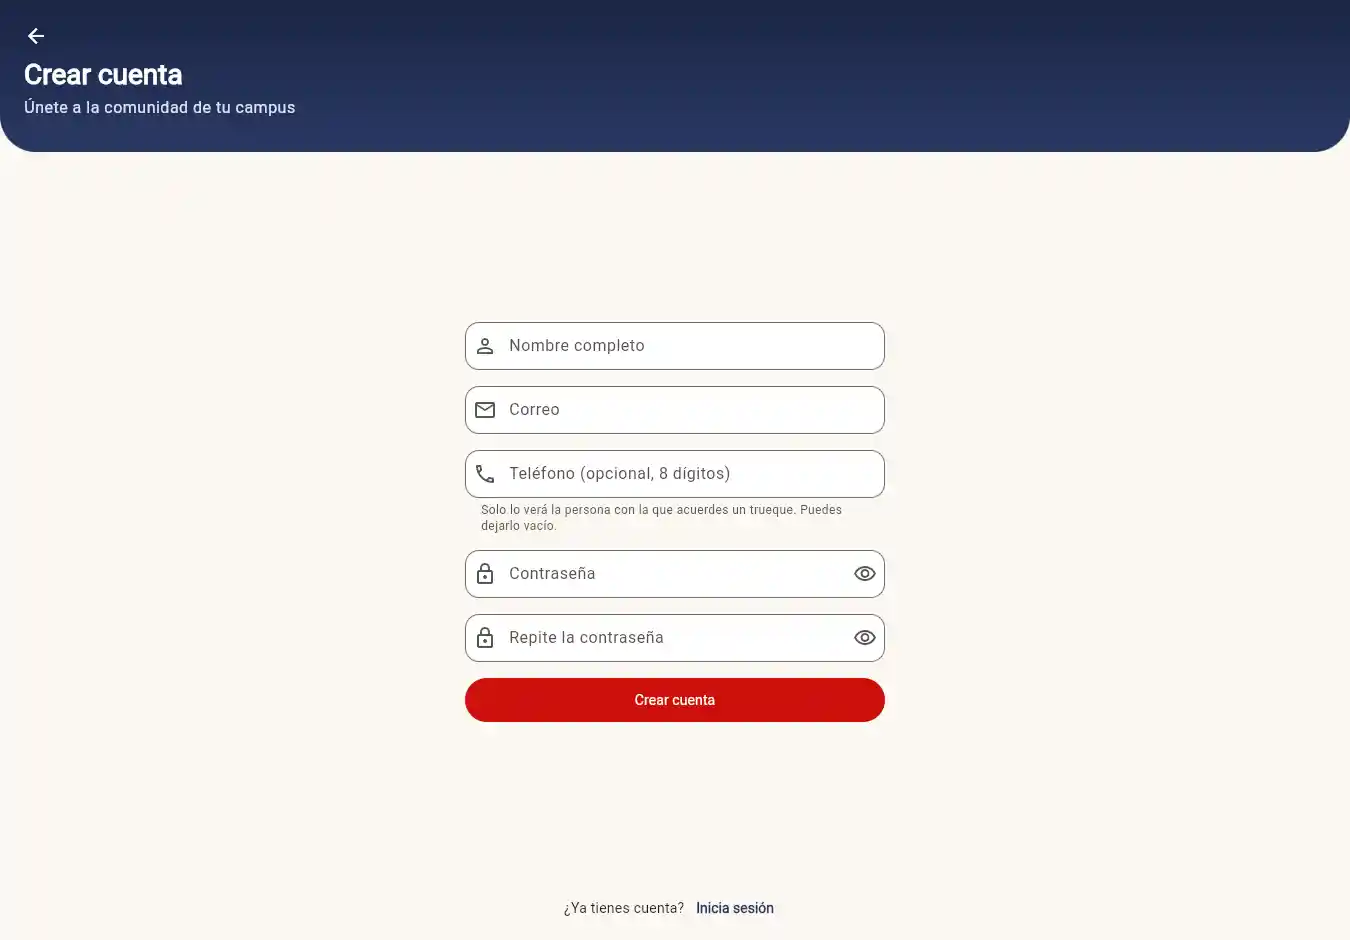 Crear cuenta
Únete a la comunidad de tu campus
Nombre completo
Correo
Teléfono (opcional, 8 dígitos)
Solo lo verá la persona con la que acuerdes un trueque. Puedes
dejarlo vacío.
Contraseña
Repite la contraseña
Crear cuenta
¿Ya tienes cuenta? Inicia sesión